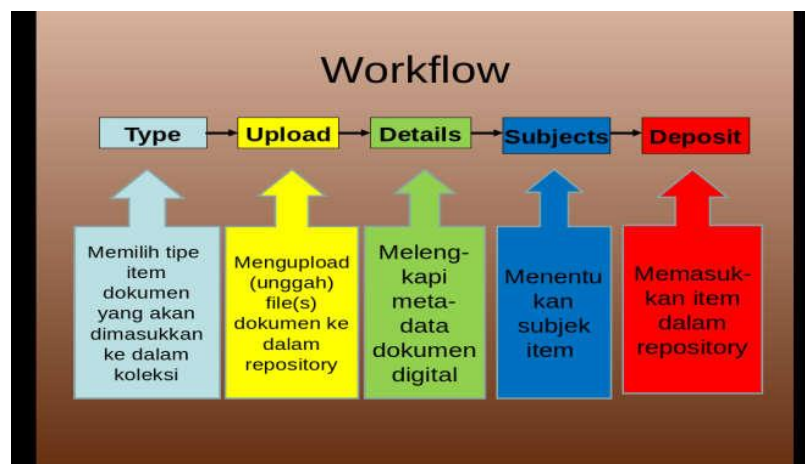 Workflow
Type
Upload
Details
Subjects
Deposit
Memilih tipe
item
dokumen
yang akan
dimasukkan
ke dalam
koleksi
Mengupload
(unggah)
file(s)
dokumen ke
dalam
repository
Meleng-
kapi
meta-
data
dokumen
digital
Menentu
kan
subjek
item
Memasuk-
kan item
dalam
repository